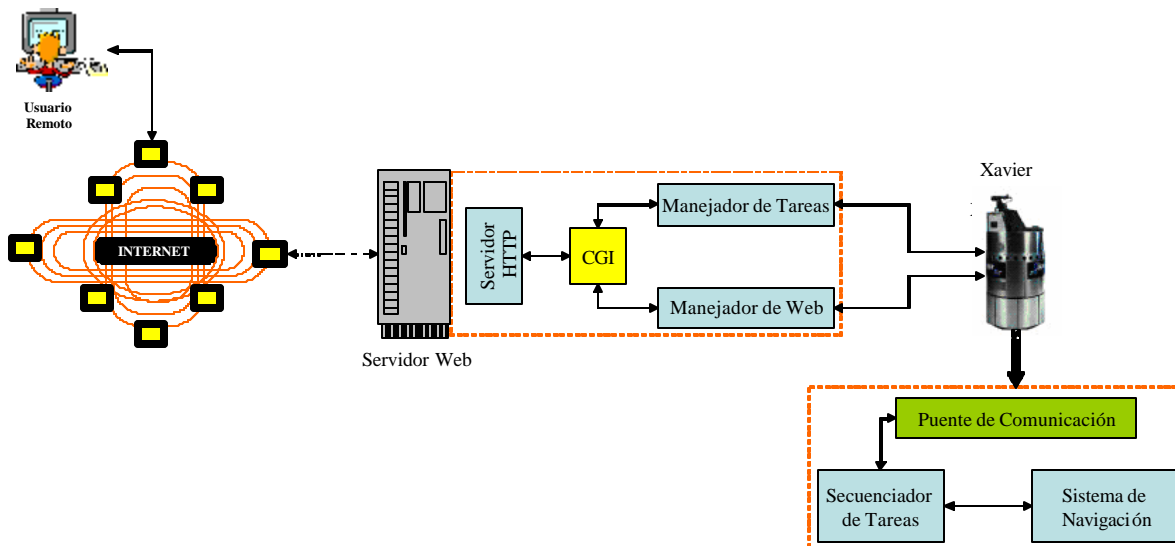 Usuario
Remoto
INTERNET
Servidor Web
Servidor
HTTP
CGI
Manejador de Tareas
Manejador de Web
Xavier
Puente de Comunicación
Secuenciador
de Tareas
Sistema de
Navegación